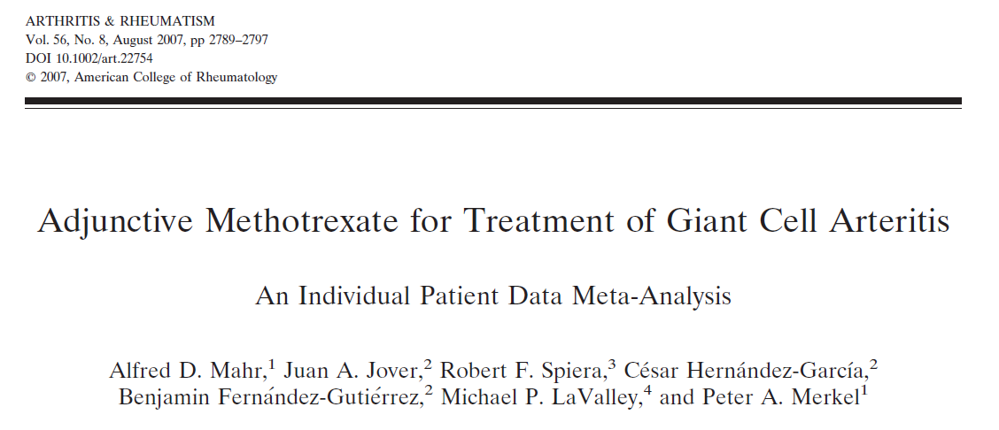 ARTHRITIS & RHEUMATISM
Vol. 56, No. 8, August 2007, pp 2789–2797
DOI 10.1002/art.22754
© 2007, American College of Rheumatology
Adjunctive Methotrexate for Treatment of Giant Cell Arteritis
An Individual Patient Data Meta-Analysis
Alfred D. Mahr,¹ Juan A. Jover,² Robert F. Spiera,³ César Hernández-García,²
Benjamin Fernández-Gutiérrez,² Michael P. LaValley,⁴ and Peter A. Merkel¹